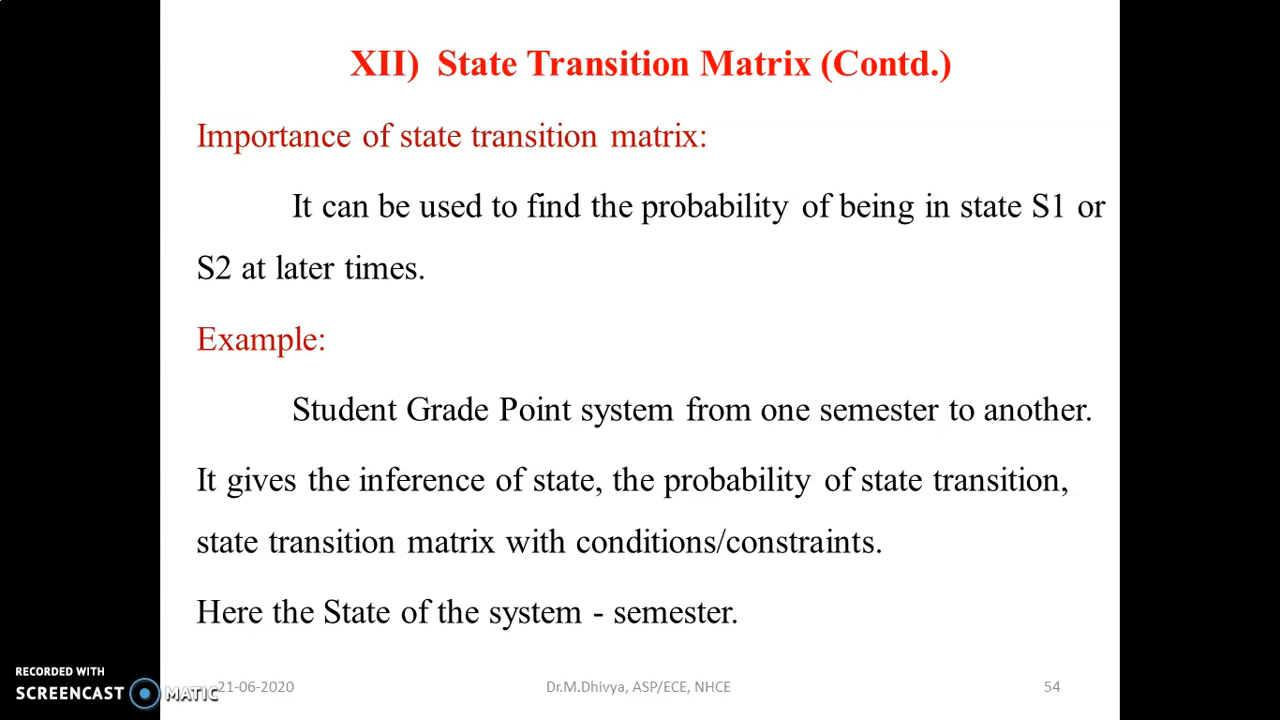 XII) State Transition Matrix (Contd.)
Importance of state transition matrix:
It can be used to find the probability of being in state S1 or
S2 at later times.
Example:
Student Grade Point system from one semester to another.
It gives the inference of state, the probability of state transition,
state transition matrix with conditions/constraints.
Here the State of the system - semester.
RECORDED WITH
SCREENCAST MATIC
21-06-2020
Dr.M.Dhivya, ASP/ECE, NHCE
54